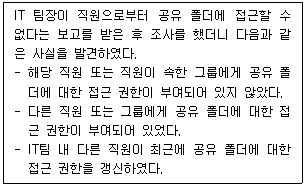 IT 팀장이 직원으로부터 공유 폴더에 접근할 수
없다는 보고를 받은 후 조사를 했더니 다음과 같
은 사실을 발견하였다.
- 해당 직원 또는 직원이 속한 그룹에게 공유 폴
더에 대한 접근 권한이 부여되어 있지 않았다.
- 다른 직원 또는 그룹에게 공유 폴더에 대한 접
근 권한이 부여되어 있었다.
- IT팀 내 다른 직원이 최근에 공유 폴더에 대한
접근 권한을 갱신하였다.